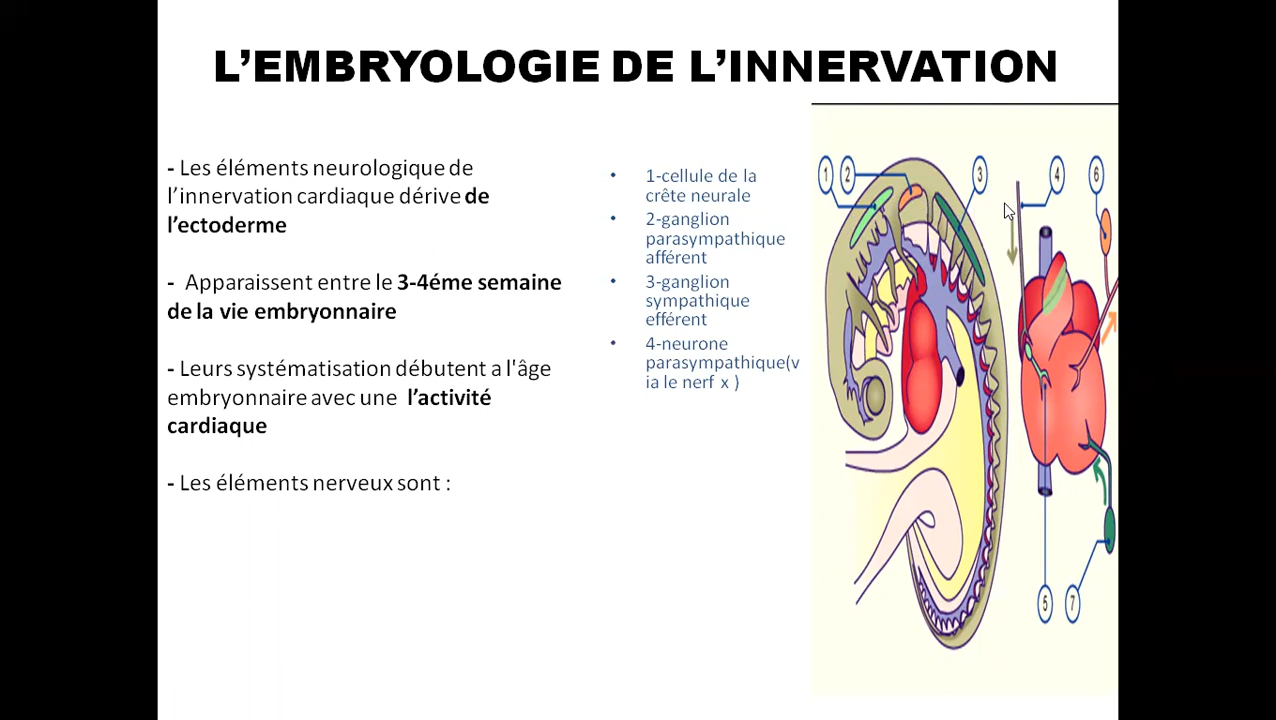 L’EMBRYOLOGIE DE L’INNERVATION
- Les éléments neurologique de
l’innervation cardiaque dérive de
l’ectoderme
- Apparaissent entre le 3-4éme semaine
de la vie embryonnaire
- Leurs systématisation débutent a l'âge
embryonnaire avec une l’activité
cardiaque
- Les éléments nerveux sont :
• 1-cellule de la
crête neurale
• 2-ganglion
parasympathique
afférent
• 3-ganglion
sympathique
efférent
• 4-neurone
parasympathique(v
ia le nerf x )
1 2 3 4 6
5 7